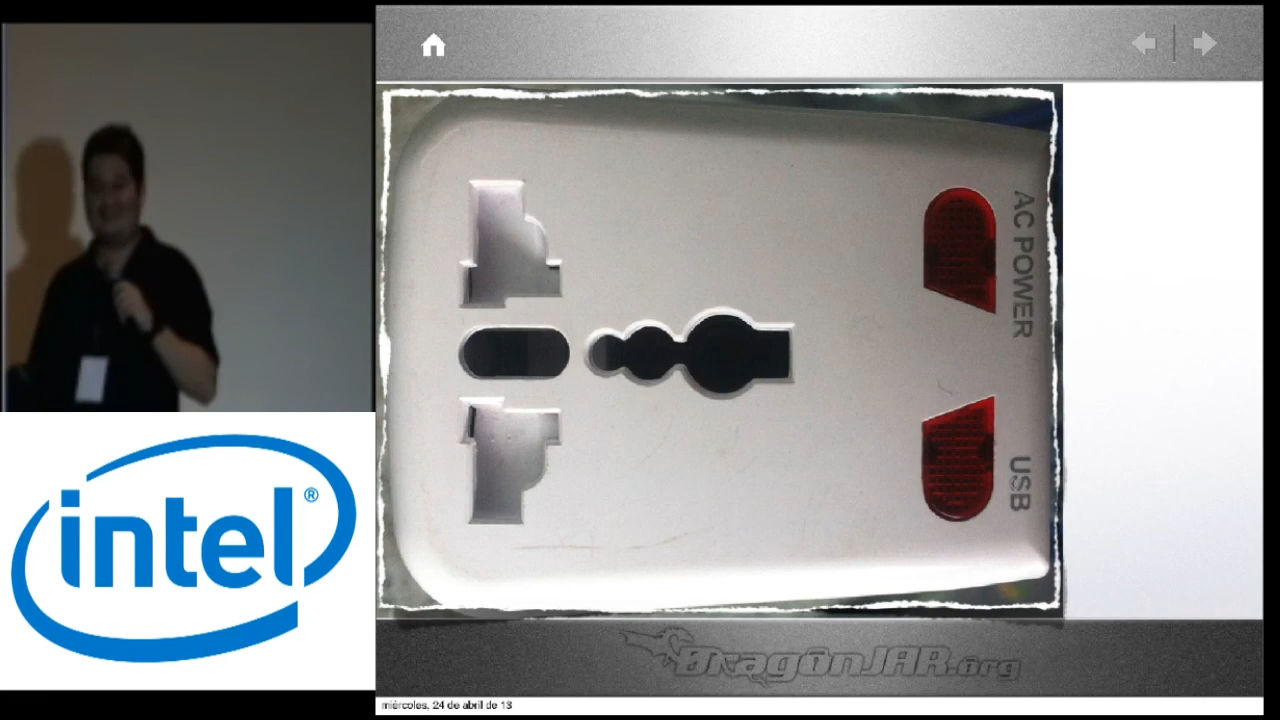 AC POWER
USB
intel®
DragonJAR.org
miércoles, 24 de abril de 13